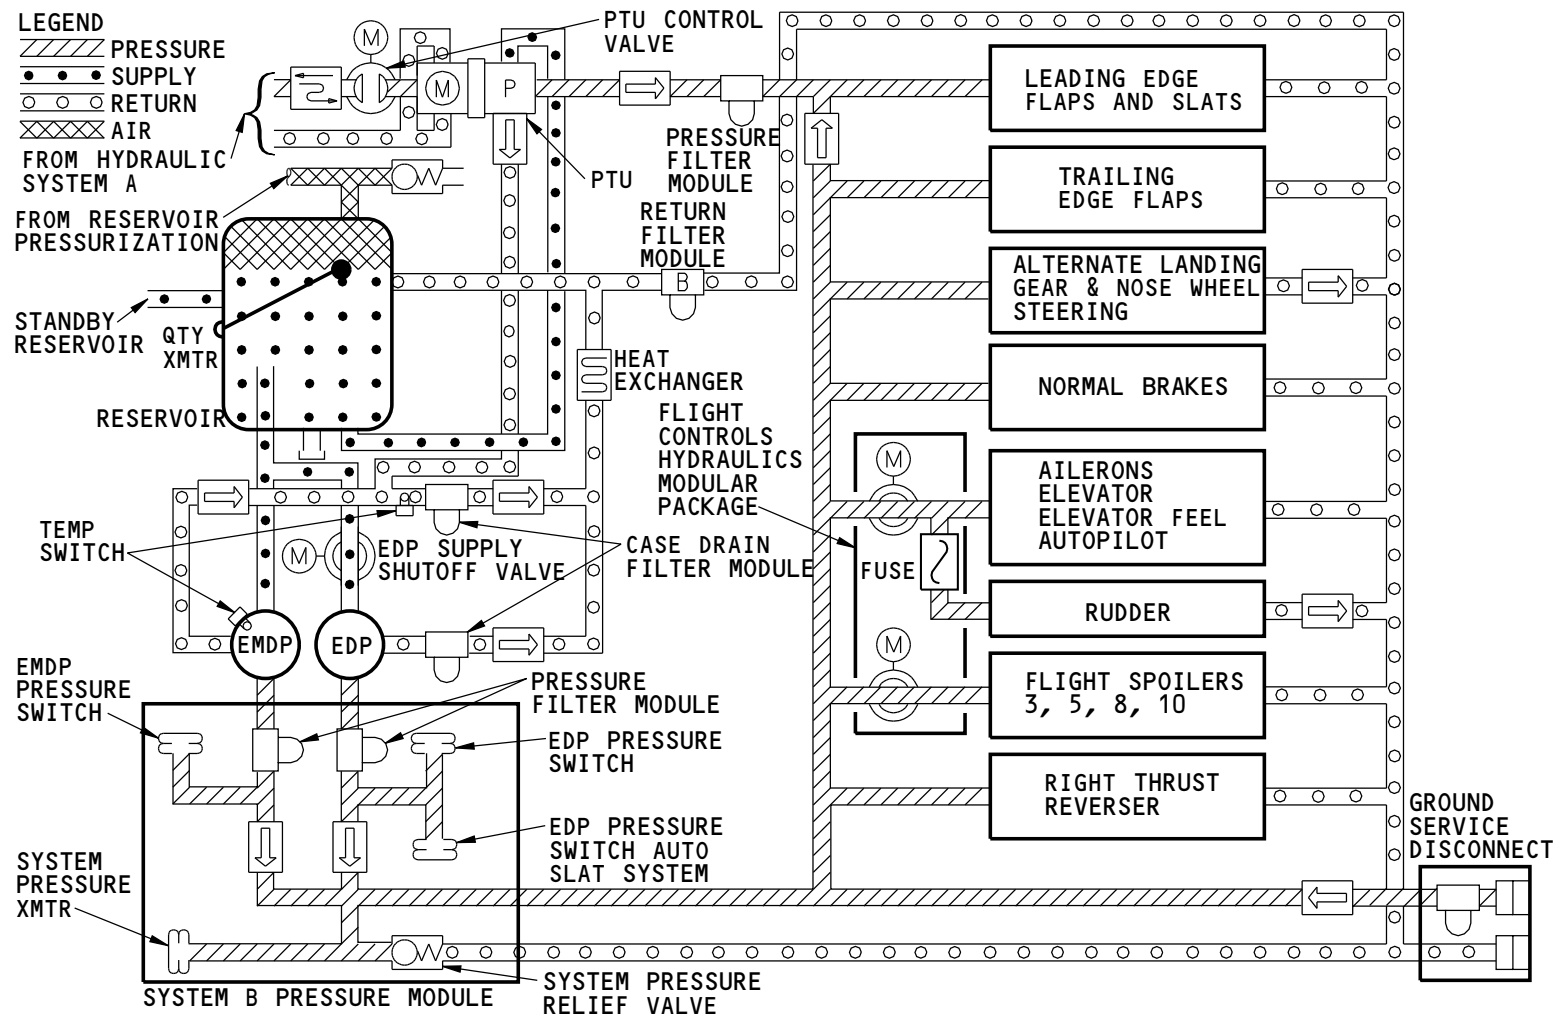 LEGEND
PRESSURE
SUPPLY
RETURN
AIR
FROM HYDRAULIC
SYSTEM A
FROM RESERVOIR
PRESSURIZATION
STANDBY
RESERVOIR
QTY
XMTR
RESERVOIR
M
M
P
PTU CONTROL
VALVE
PTU
PRESSURE
FILTER
MODULE
RETURN
FILTER
MODULE
B
HEAT
EXCHANGER
FLIGHT
CONTROLS
HYDRAULICS
MODULAR
PACKAGE
TEMP
SWITCH
M
EDP SUPPLY
SHUTOFF VALVE
CASE DRAIN
FILTER MODULE
EMDP
EDP
EMDP
PRESSURE
SWITCH
PRESSURE
FILTER MODULE
EDP PRESSURE
SWITCH
EDP PRESSURE
SWITCH AUTO
SLAT SYSTEM
SYSTEM
PRESSURE
XMTR
SYSTEM PRESSURE
RELIEF VALVE
SYSTEM B PRESSURE MODULE
M
FUSE
M
LEADING EDGE
FLAPS AND SLATS
TRAILING
EDGE FLAPS
ALTERNATE LANDING
GEAR & NOSE WHEEL
STEERING
NORMAL BRAKES
AILERONS
ELEVATOR
ELEVATOR FEEL
AUTOPILOT
RUDDER
FLIGHT SPOILERS
3, 5, 8, 10
RIGHT THRUST
REVERSER
GROUND
SERVICE
DISCONNECT